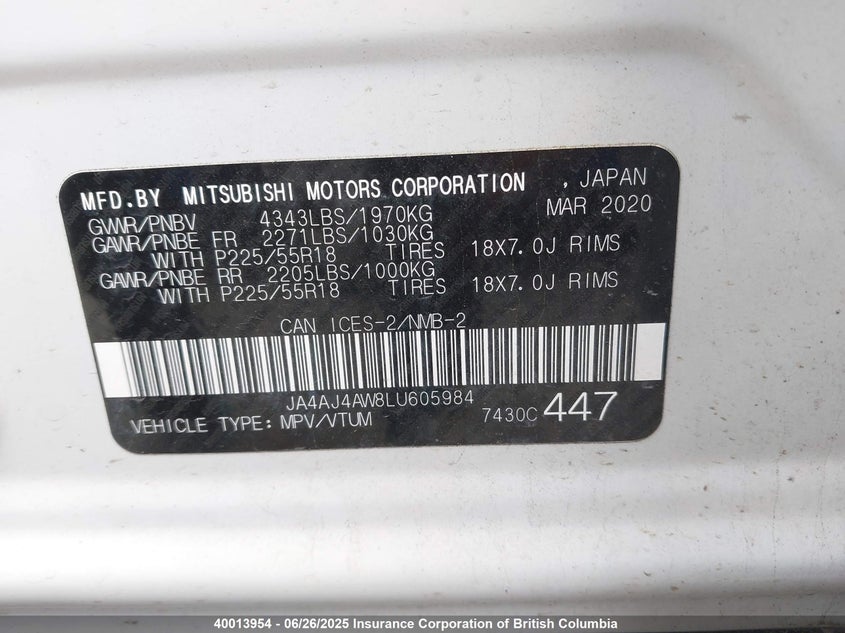 MFD.BY MITSUBISHI MOTORS CORPORATION , JAPAN
GVWR/PNBV 4343LBS/1970KG MAR 2020
GAWR/PNBE FR 2271LBS/1030KG
WITH P225/55R18 TIRES 18X7.0J RIMS
GAWR/PNBE RR 2205LBS/1000KG
WITH P225/55R18 TIRES 18X7.0J RIMS
CAN ICES-2/NMB-2
JA4AJ4AW8LU605984
VEHICLE TYPE: MPV/VTUM 7430C 447
40013954 - 06/26/2025 Insurance Corporation of British Columbia